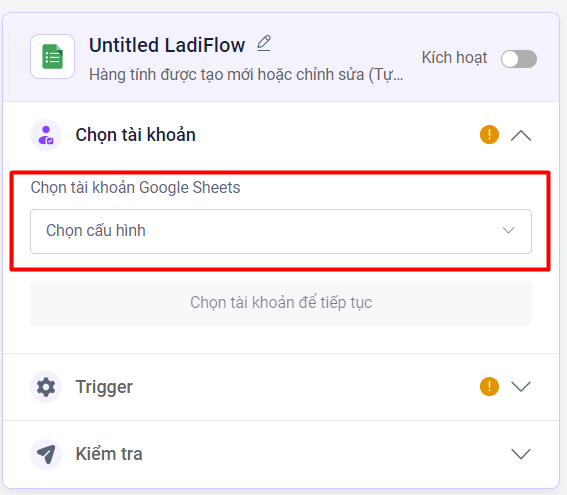 Untitled LadiFlow
Hàng tính được tạo mới hoặc chỉnh sửa (Tự...
Kích hoạt
Chọn tài khoản
Chọn tài khoản Google Sheets
Chọn cấu hình
Chọn tài khoản để tiếp tục
Trigger
Kiểm tra